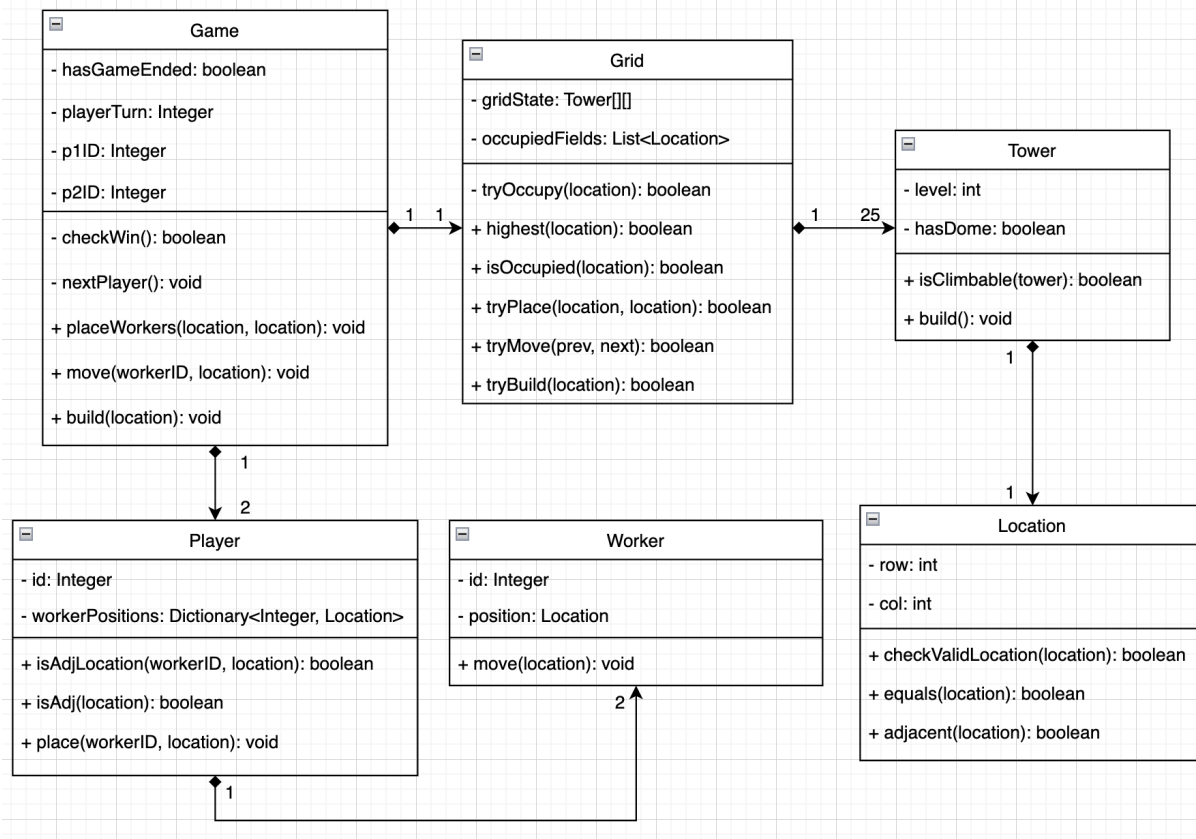 Game
- hasGameEnded: boolean
- playerTurn: Integer
- p1ID: Integer
- p2ID: Integer
- checkWin(): boolean
- nextPlayer(): void
+ placeWorkers(location, location): void
+ move(workerID, location): void
+ build(location): void
1
1
Grid
- gridState: Tower[][]
- occupiedFields: List<Location>
- tryOccupy(location): boolean
+ highest(location): boolean
+ isOccupied(location): boolean
+ tryPlace(location, location): boolean
+ tryMove(prev, next): boolean
+ tryBuild(location): boolean
1
25
Tower
- level: int
- hasDome: boolean
+ isClimbable(tower): boolean
+ build(): void
1
1
1
2
Player
- id: Integer
- workerPositions: Dictionary<Integer, Location>
+ isAdjLocation(workerID, location): boolean
+ isAdj(location): boolean
+ place(workerID, location): void
1
2
Worker
- id: Integer
- position: Location
+ move(location): void
Location
- row: int
- col: int
+ checkValidLocation(location): boolean
+ equals(location): boolean
+ adjacent(location): boolean